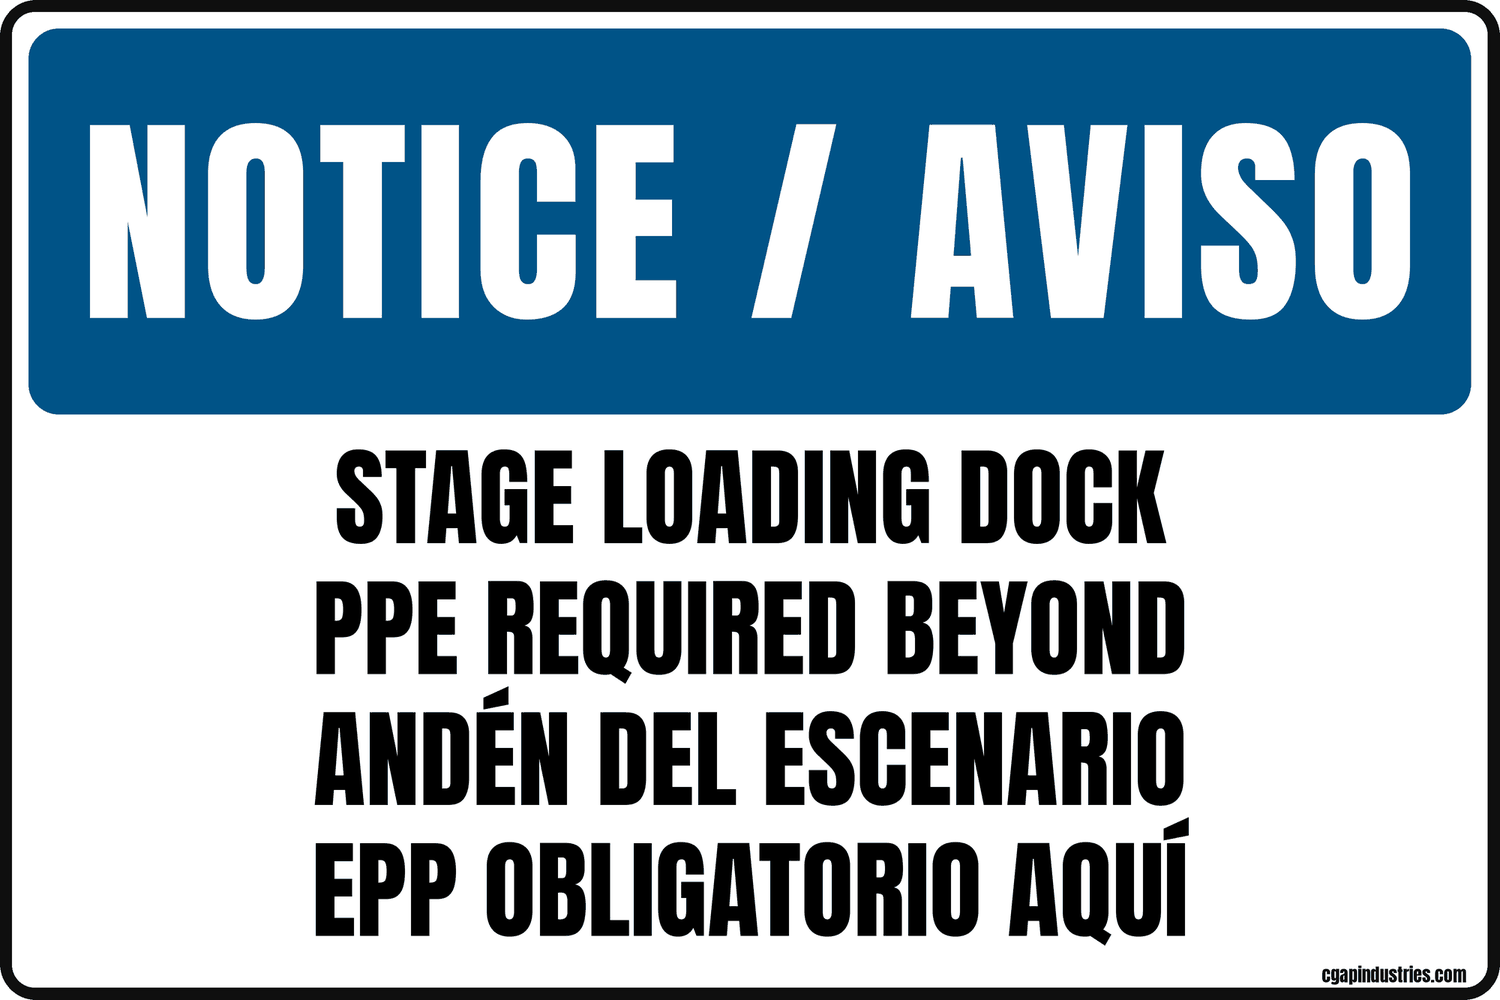 NOTICE / AVISO
STAGE LOADING DOCK
PPE REQUIRED BEYOND
ANDÉN DEL ESCENARIO
EPP OBLIGATORIO AQUÍ
cgapindustries.com